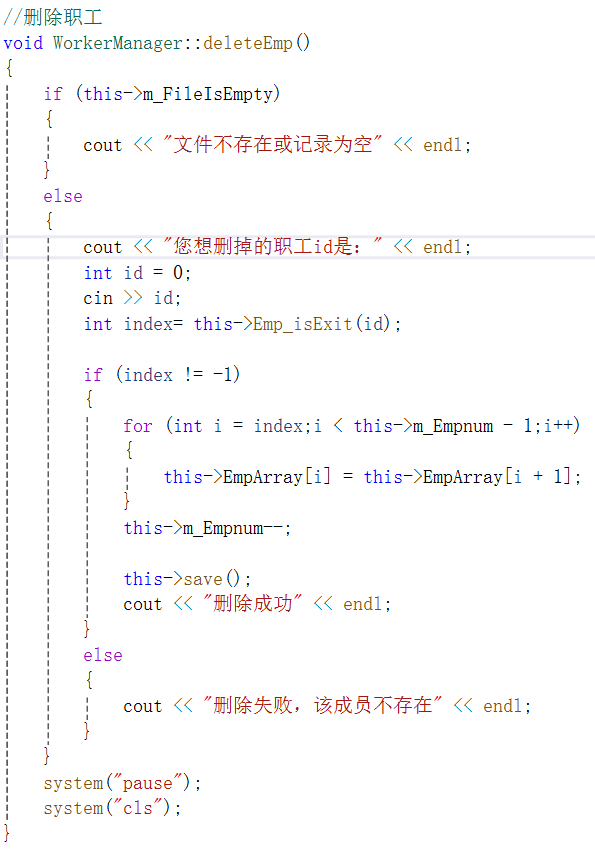 //删除职工
void WorkerManager::deleteEmp()
{
    if (this->m_FileIsEmpty)
    {
        cout << "文件不存在或记录为空" << endl;
    }
    else
    {
        cout << "您想删掉的职工id是：" << endl;
        int id = 0;
        cin >> id;
        int index= this->Emp_isExit(id);

        if (index != -1)
        {
            for (int i = index;i < this->m_Empnum - 1;i++)
            {
                this->EmpArray[i] = this->EmpArray[i + 1];
            }
            this->m_Empnum--;

            this->save();
            cout << "删除成功" << endl;
        }
        else
        {
            cout << "删除失败，该成员不存在" << endl;
        }
    }
    system("pause");
    system("cls");
}